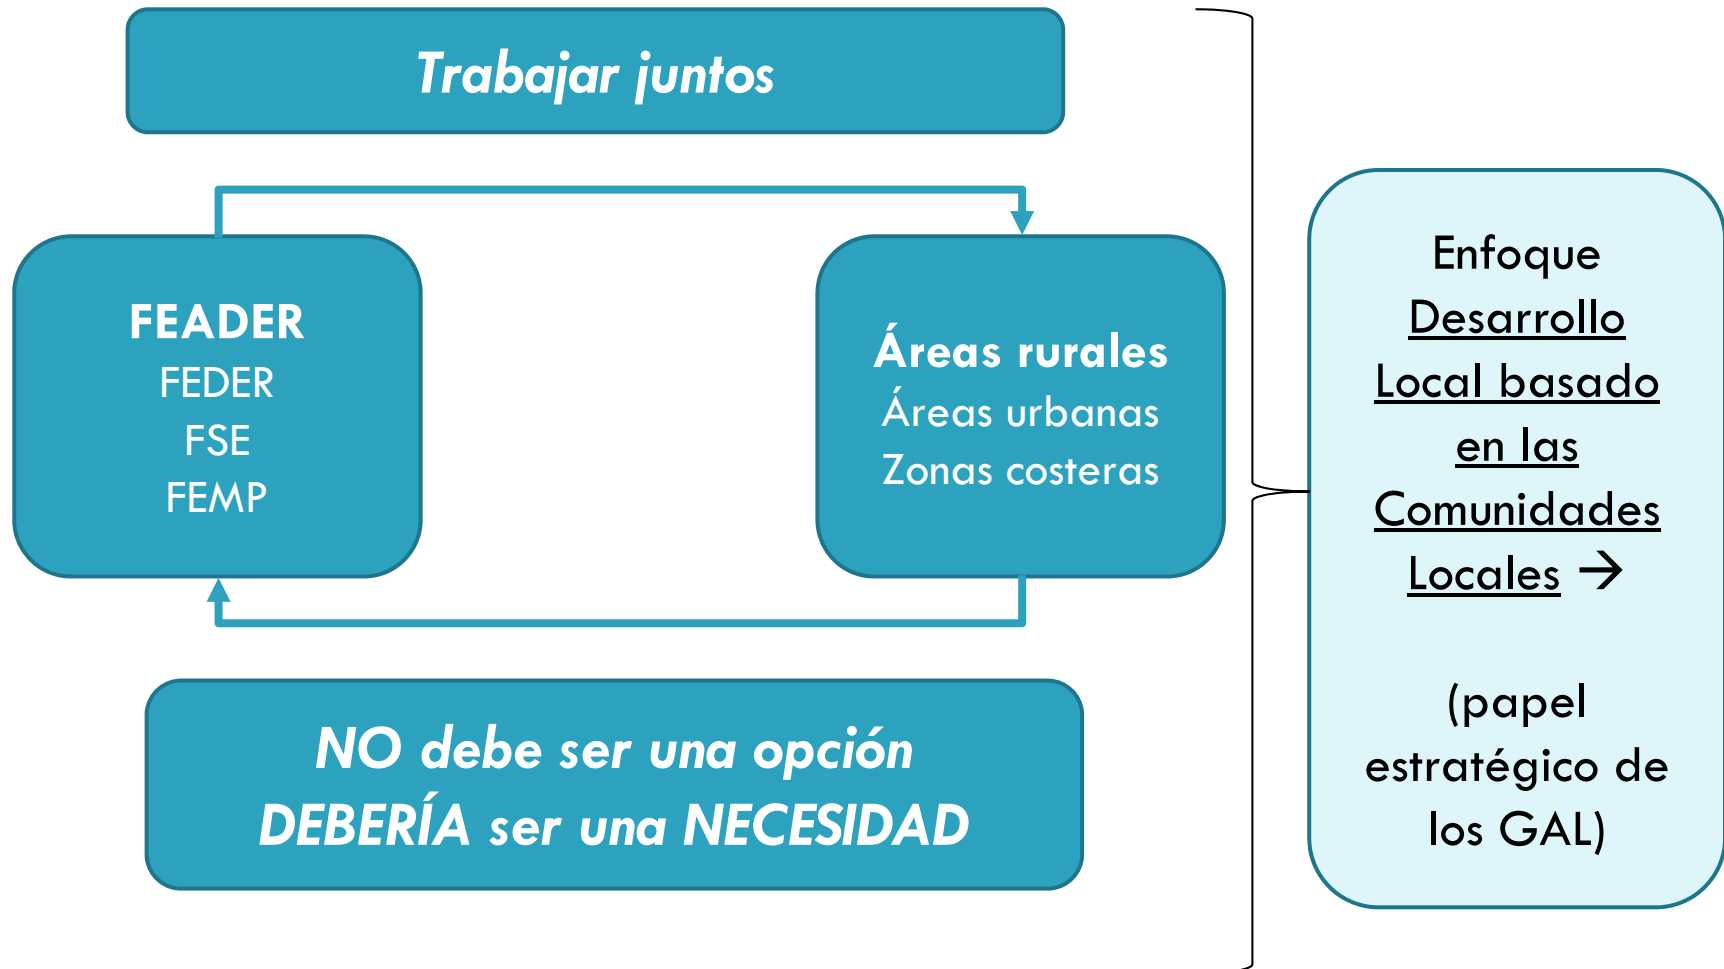 Trabajar juntos
FEADER
FEDER
FSE
FEMP
Áreas rurales
Áreas urbanas
Zonas costeras
NO debe ser una opción
DEBERÍA ser una NECESIDAD
Enfoque
Desarrollo
Local basado
en las
Comunidades
Locales →
(papel
estratégico de
los GAL)